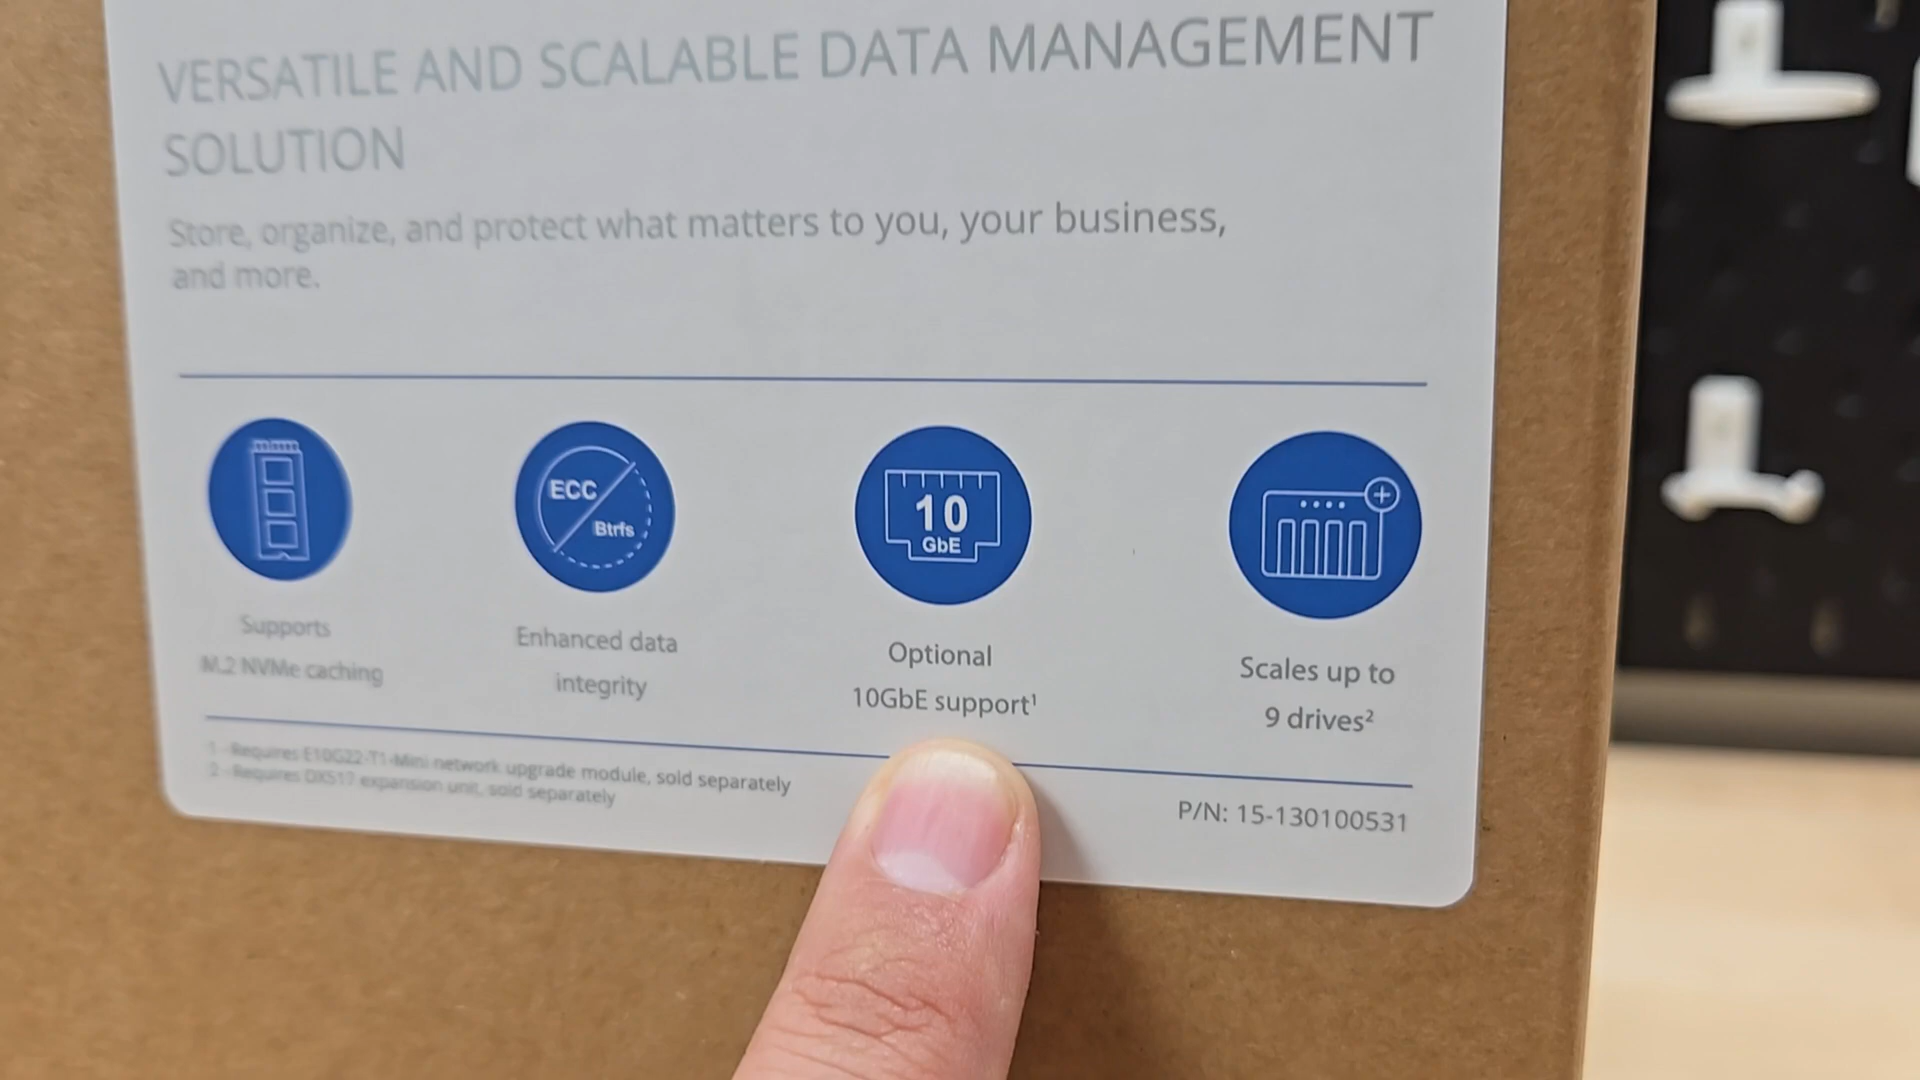 VERSATILE AND SCALABLE DATA MANAGEMENT
SOLUTION
Store, organize, and protect what matters to you, your business,
and more.
ECC
Btrfs
10
GbE
Supports
M.2 NVMe caching
Enhanced data
integrity
Optional
10GbE support¹
Scales up to
9 drives²
1 - Requires E10G22-T1-Mini network upgrade module, sold separately
2 - Requires DX517 expansion unit, sold separately
P/N: 15-130100531